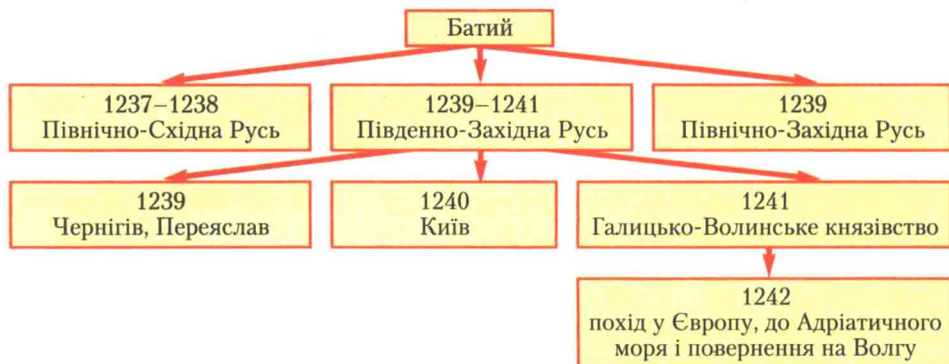 Батий
1237–1238
Північно-Східна Русь
1239–1241
Південно-Західна Русь
1239
Північно-Західна Русь
1239
Чернігів, Переяслав
1240
Київ
1241
Галицько-Волинське князівство
1242
похід у Європу, до Адріатичного
моря і повернення на Волгу